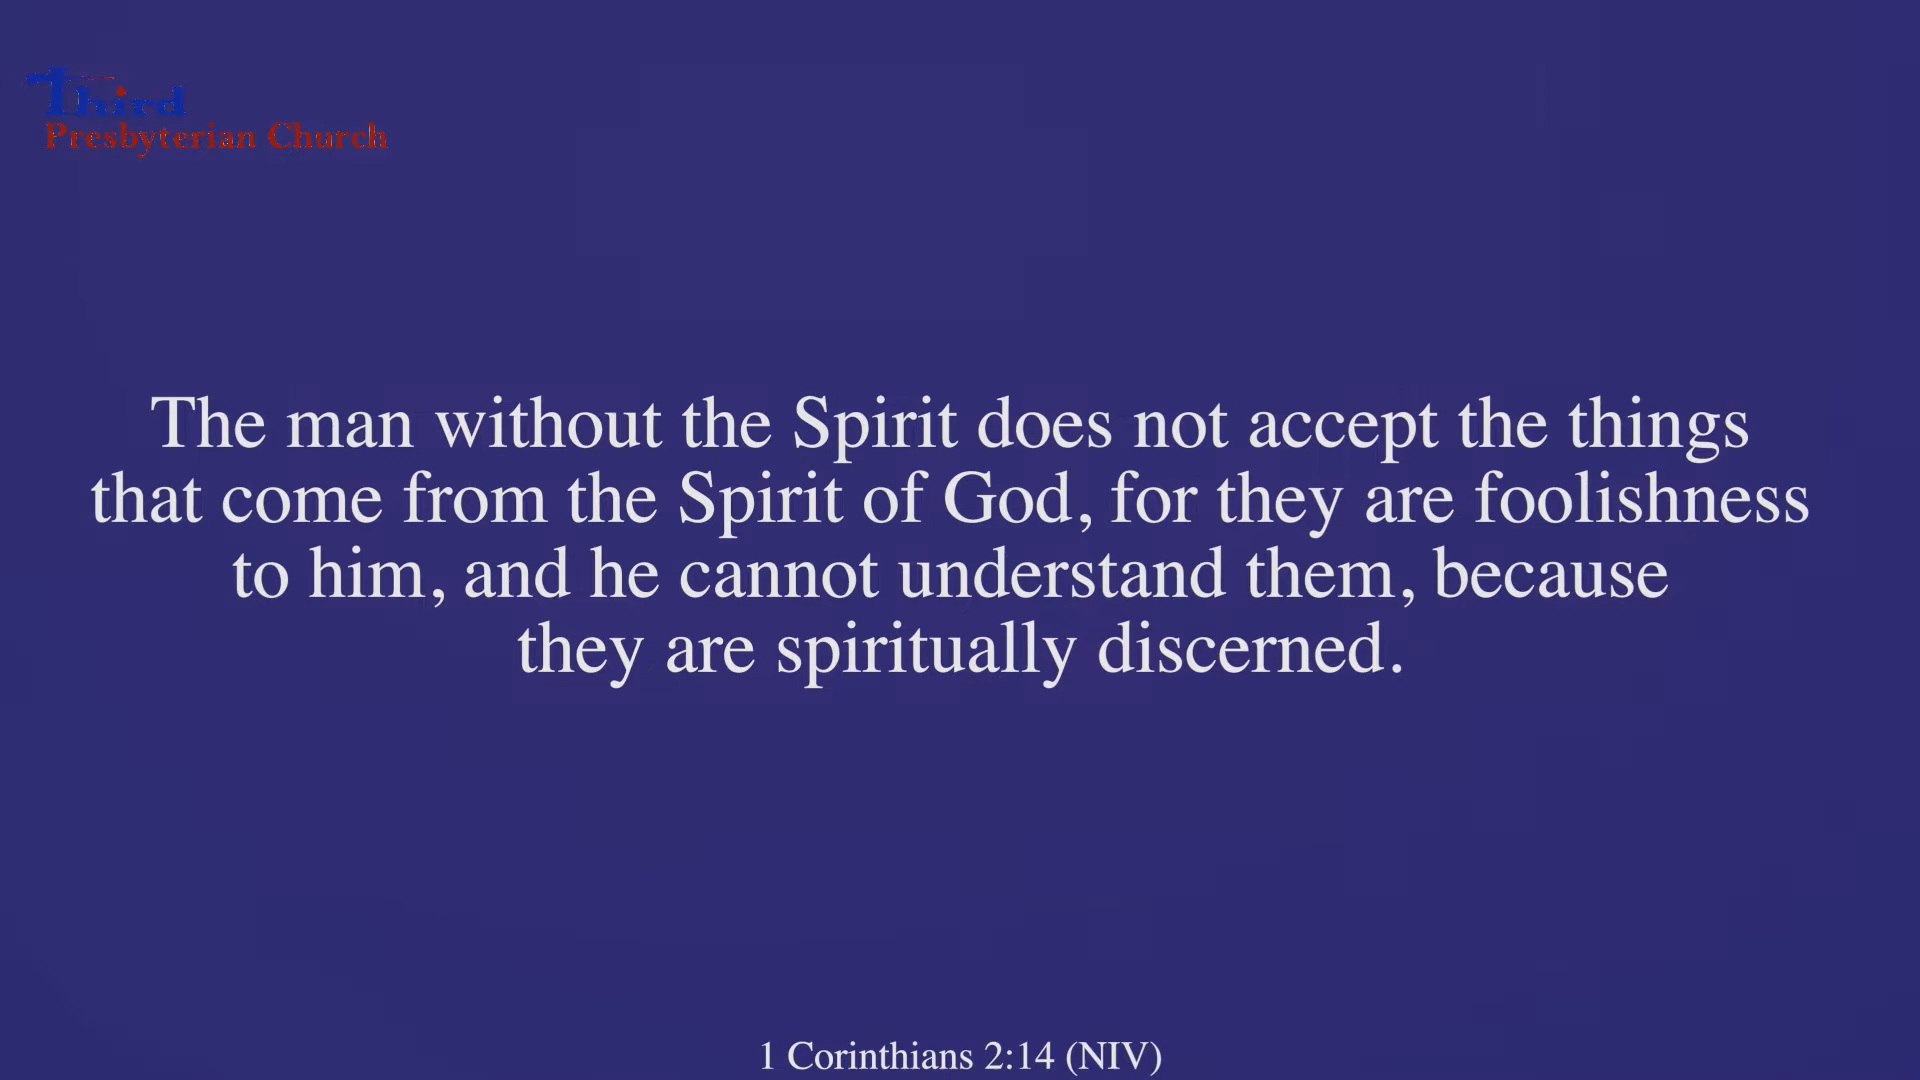 Third
Presbyterian Church
The man without the Spirit does not accept the things
that come from the Spirit of God, for they are foolishness
to him, and he cannot understand them, because
they are spiritually discerned.
1 Corinthians 2:14 (NIV)